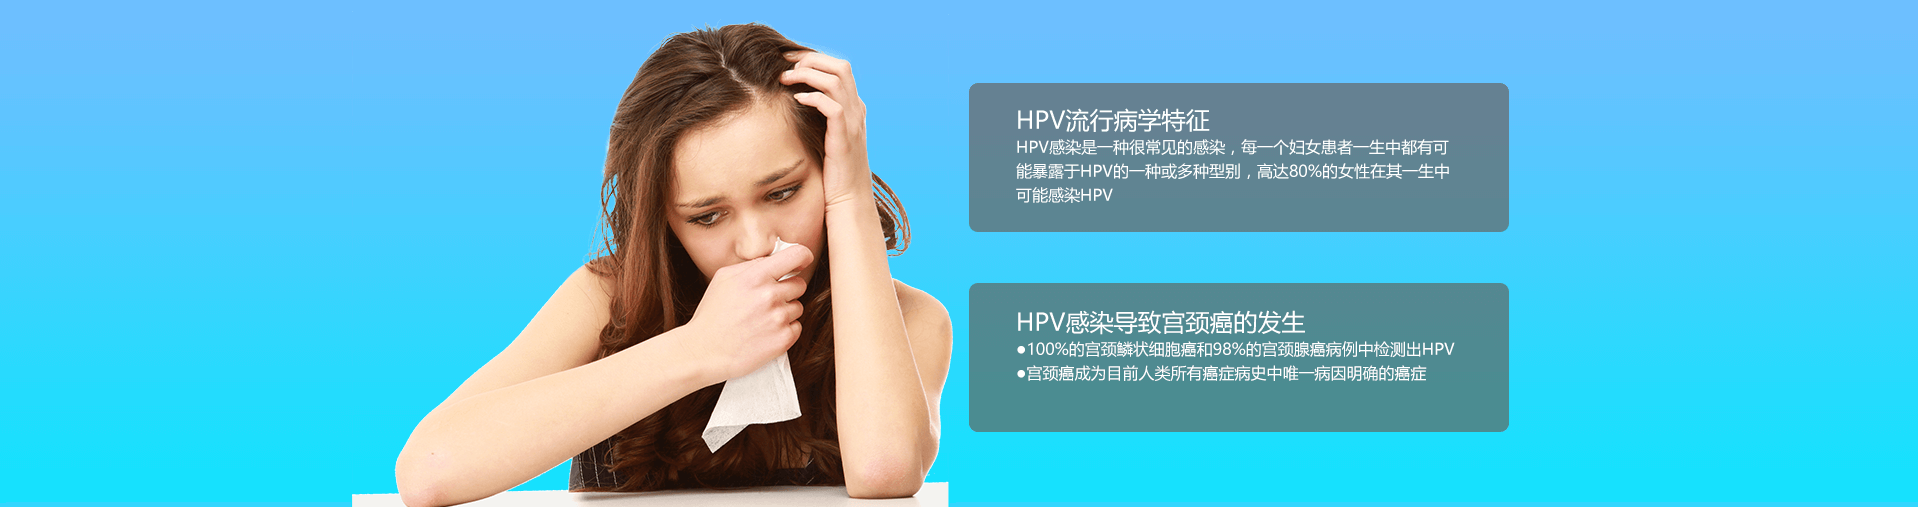 HPV流行病学特征
HPV感染是一种很常见的感染，每一个妇女患者一生中都有可
能暴露于HPV的一种或多种型别，高达80%的女性在其一生中
可能感染HPV
HPV感染导致宫颈癌的发生
●100%的宫颈鳞状细胞癌和98%的宫颈腺癌病例中检测出HPV
●宫颈癌成为目前人类所有癌症病史中唯一病因明确的癌症